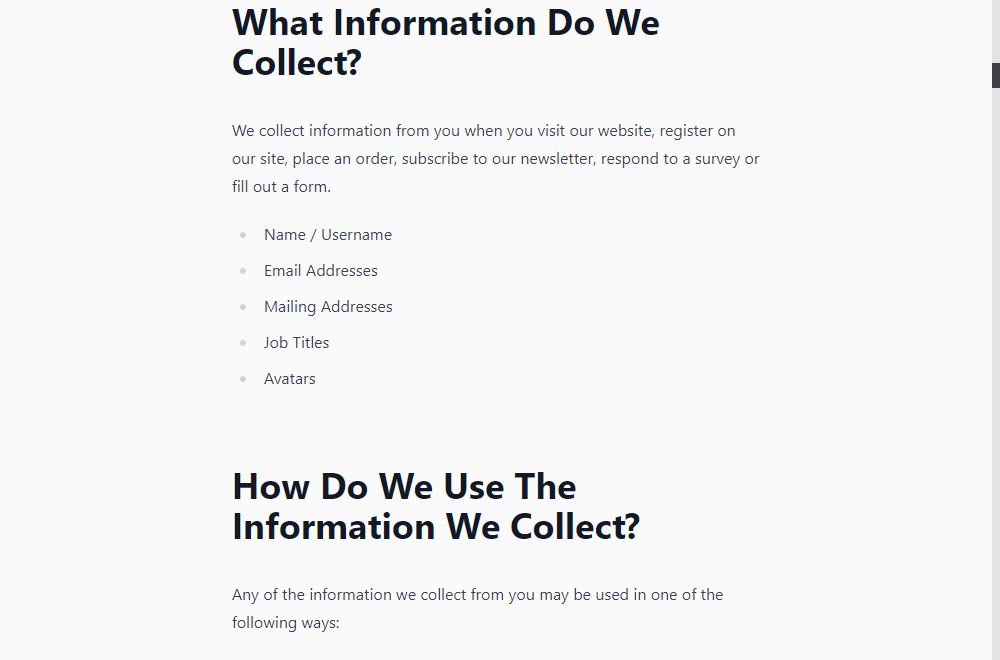 What Information Do We
Collect?
We collect information from you when you visit our website, register on
our site, place an order, subscribe to our newsletter, respond to a survey or
fill out a form.
Name / Username
Email Addresses
Mailing Addresses
Job Titles
Avatars
How Do We Use The
Information We Collect?
Any of the information we collect from you may be used in one of the
following ways: